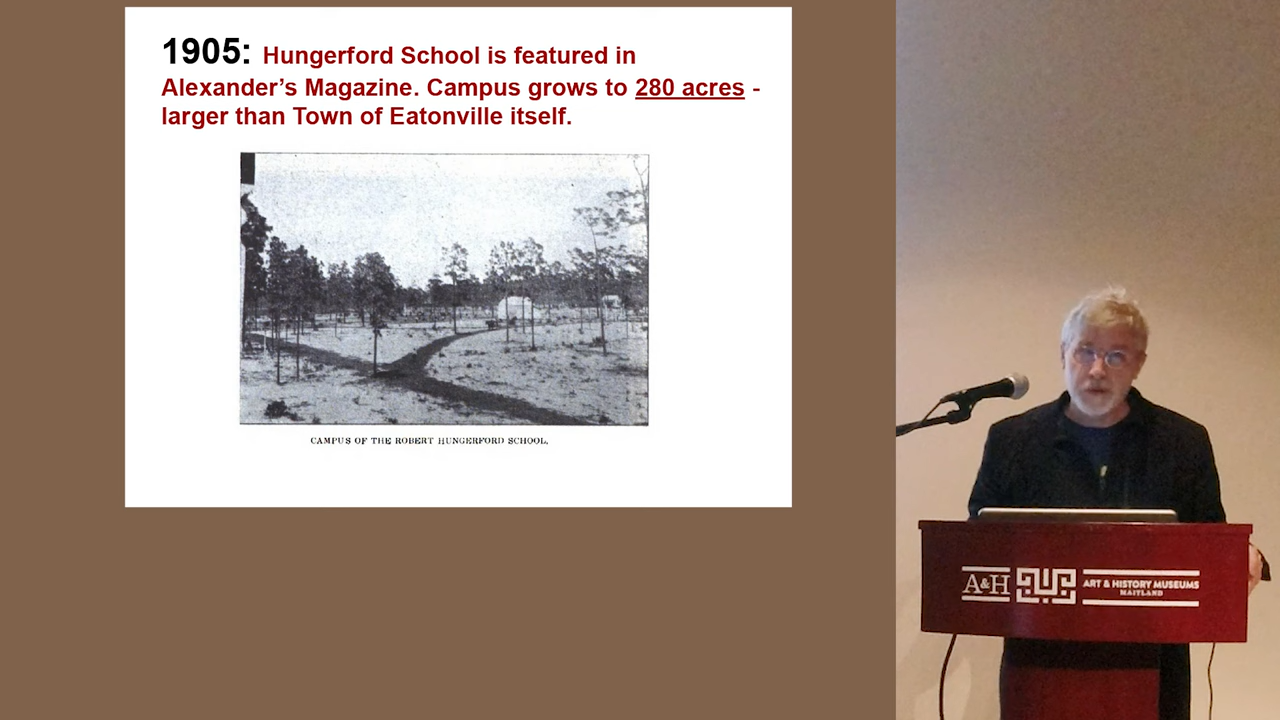 1905: Hungerford School is featured in
Alexander’s Magazine. Campus grows to 280 acres -
larger than Town of Eatonville itself.
CAMPUS OF THE ROBERT HUNGERFORD SCHOOL.
A&H
ART & HISTORY MUSEUMS
MAITLAND